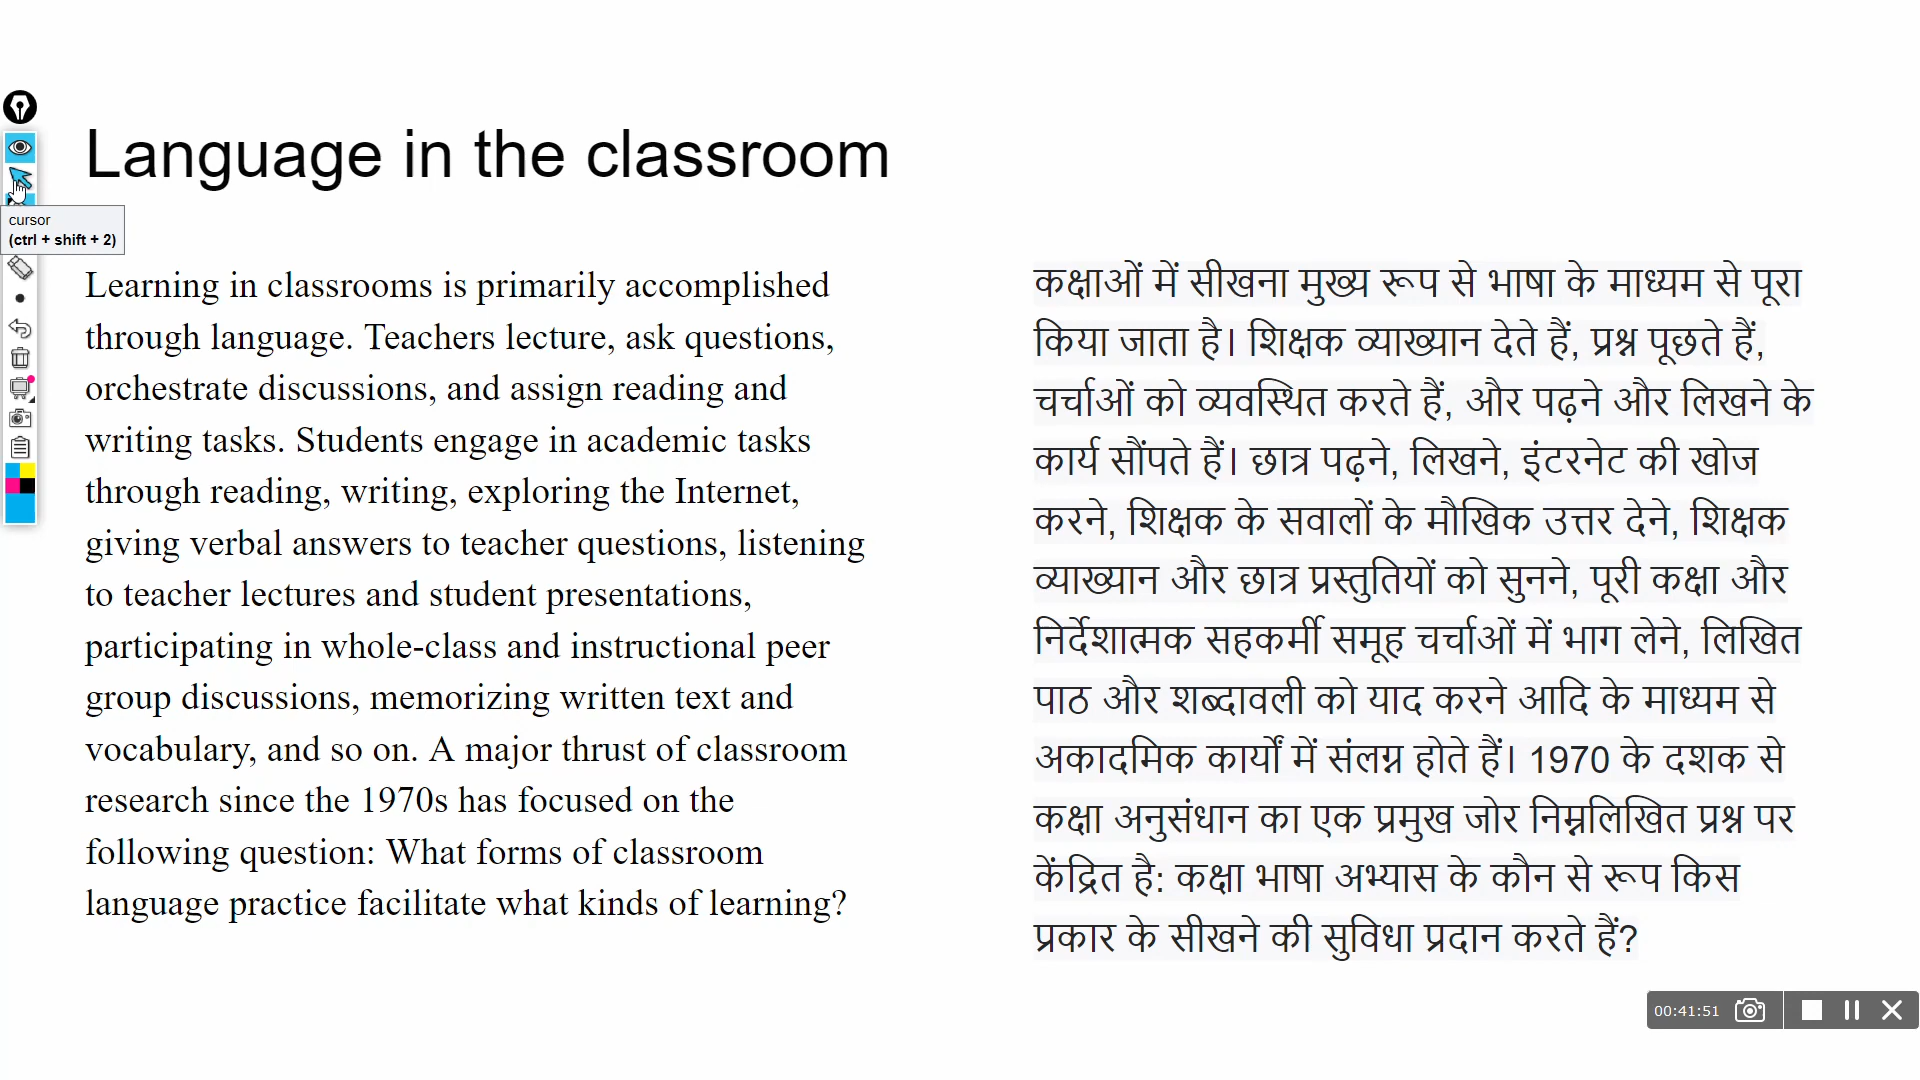 Language in the classroom
cursor
(ctrl + shift + 2)
Learning in classrooms is primarily accomplished
through language. Teachers lecture, ask questions,
orchestrate discussions, and assign reading and
writing tasks. Students engage in academic tasks
through reading, writing, exploring the Internet,
giving verbal answers to teacher questions, listening
to teacher lectures and student presentations,
participating in whole-class and instructional peer
group discussions, memorizing written text and
vocabulary, and so on. A major thrust of classroom
research since the 1970s has focused on the
following question: What forms of classroom
language practice facilitate what kinds of learning?
कक्षाओं में सीखना मुख्य रूप से भाषा के माध्यम से पूरा
किया जाता है। शिक्षक व्याख्यान देते हैं, प्रश्न पूछते हैं,
चर्चाओं को व्यवस्थित करते हैं, और पढ़ने और लिखने के
कार्य सौंपते हैं। छात्र पढ़ने, लिखने, इंटरनेट की खोज
करने, शिक्षक के सवालों के मौखिक उत्तर देने, शिक्षक
व्याख्यान और छात्र प्रस्तुतियों को सुनने, पूरी कक्षा और
निर्देशात्मक सहकर्मी समूह चर्चाओं में भाग लेने, लिखित
पाठ और शब्दावली को याद करने आदि के माध्यम से
अकादमिक कार्यों में संलग्न होते हैं। 1970 के दशक से
कक्षा अनुसंधान का एक प्रमुख जोर निम्नलिखित प्रश्न पर
केंद्रित है: कक्षा भाषा अभ्यास के कौन से रूप किस
प्रकार के सीखने की सुविधा प्रदान करते हैं?
00:41:51